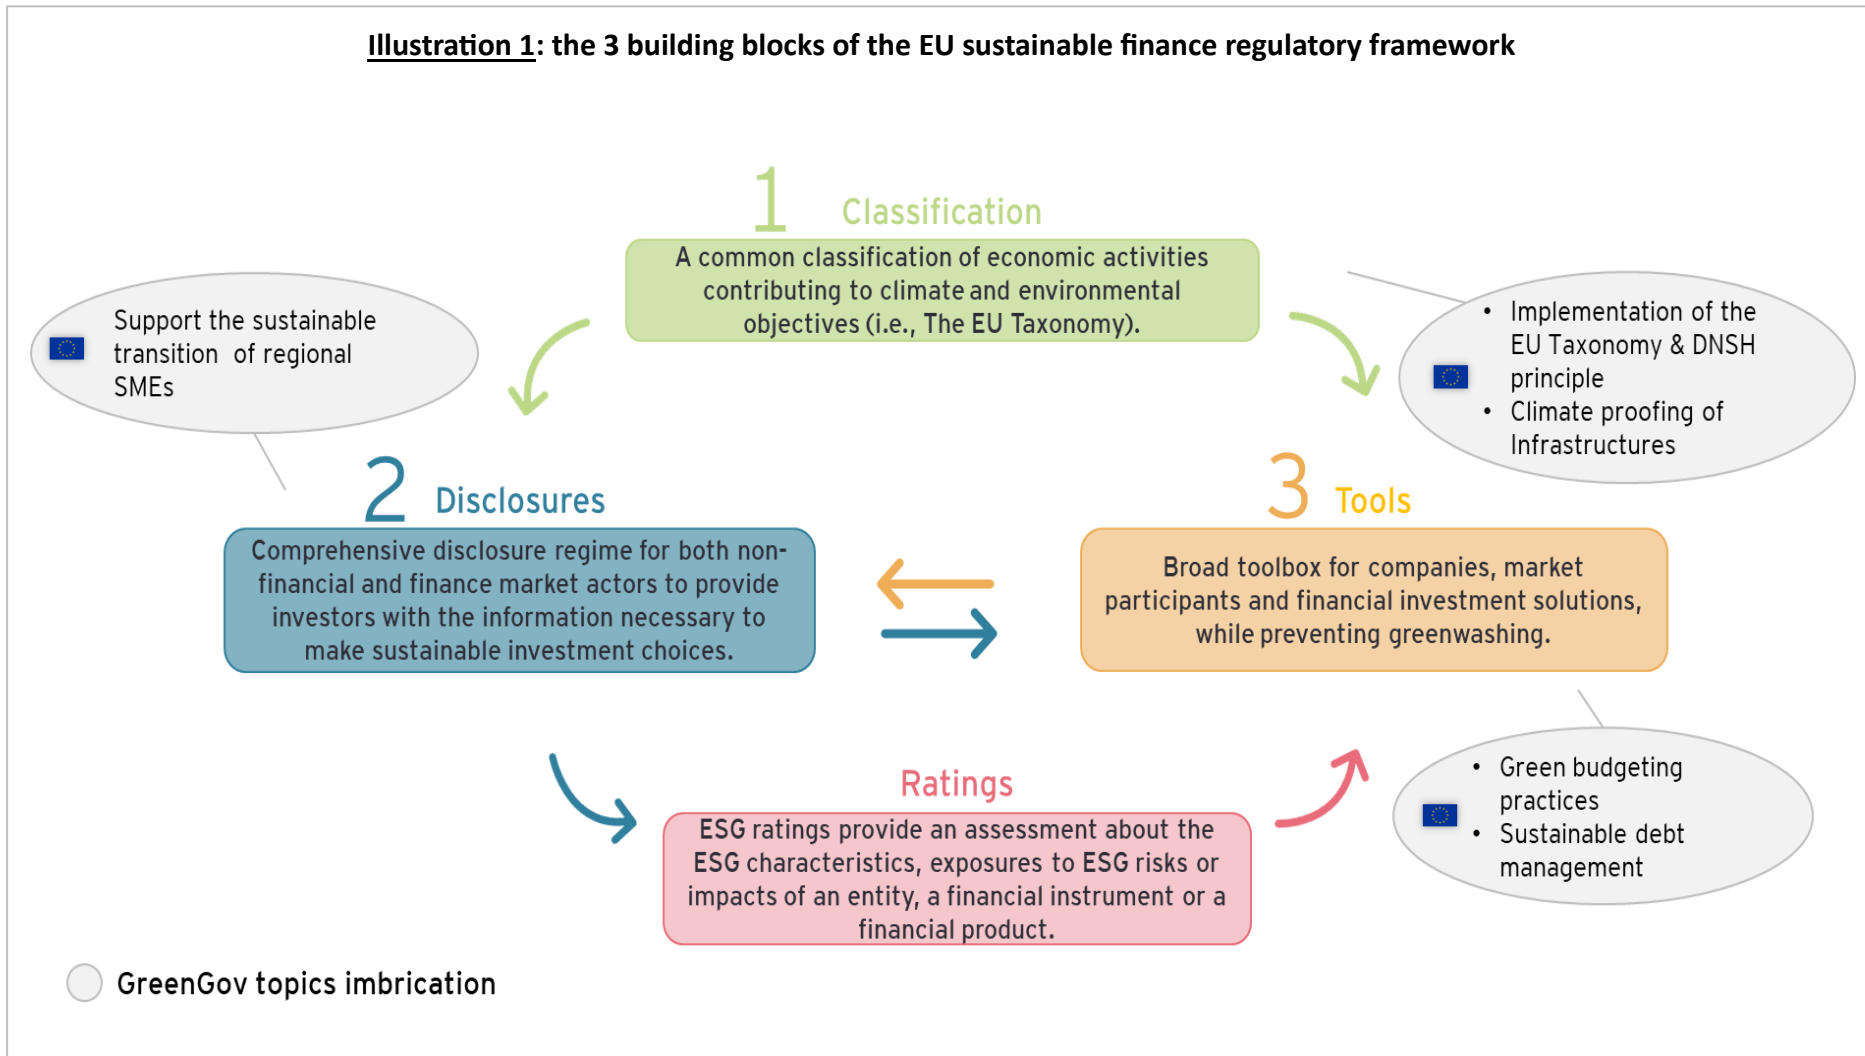 Illustration 1: the 3 building blocks of the EU sustainable finance regulatory framework
1 Classification
A common classification of economic activities
contributing to climate and environmental
objectives (i.e., The EU Taxonomy).
Support the sustainable
transition of regional
SMEs
• Implementation of the
EU Taxonomy & DNSH
principle
• Climate proofing of
Infrastructures
2 Disclosures
Comprehensive disclosure regime for both non-
financial and finance market actors to provide
investors with the information necessary to
make sustainable investment choices.
3 Tools
Broad toolbox for companies, market
participants and financial investment solutions,
while preventing greenwashing.
Ratings
ESG ratings provide an assessment about the
ESG characteristics, exposures to ESG risks or
impacts of an entity, a financial instrument or a
financial product.
• Green budgeting
practices
• Sustainable debt
management
GreenGov topics imbrication